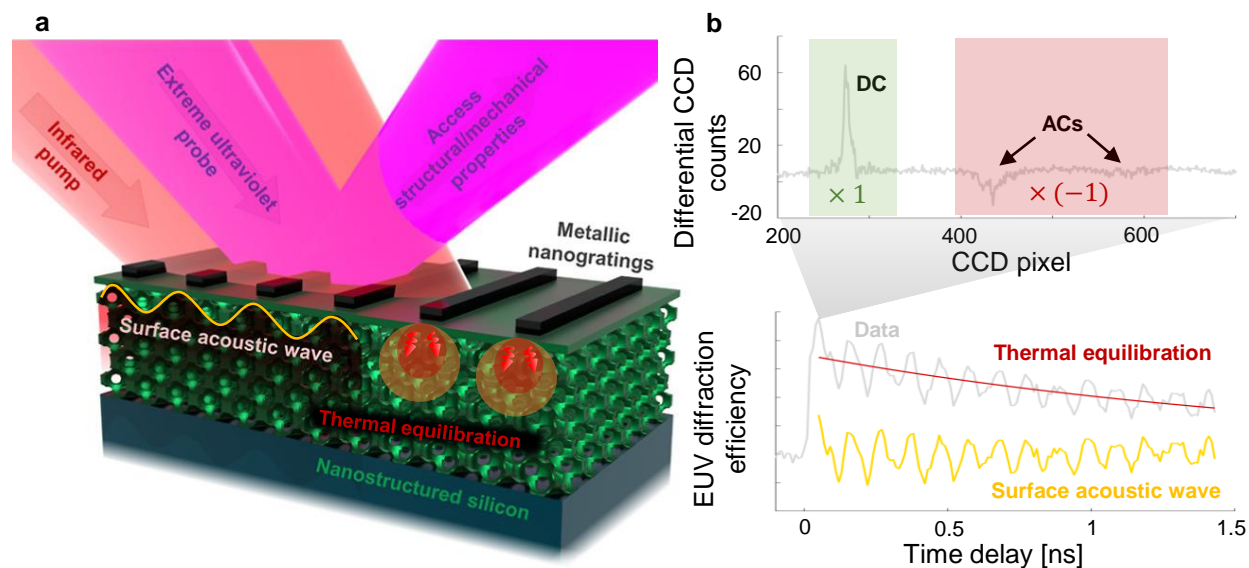 a
Infrared
pump
Extreme ultraviolet
probe
Access
structural/mechanical
properties
Metallic
nanogratings
Surface acoustic wave
Thermal equilibration
Nanostructured silicon
b
Differential CCD
counts
60
20
-20
DC
× 1
ACs
× (−1)
200
400
600
CCD pixel
EUV diffraction
efficiency
Data
Thermal equilibration
Surface acoustic wave
0
0.5
1
1.5
Time delay [ns]